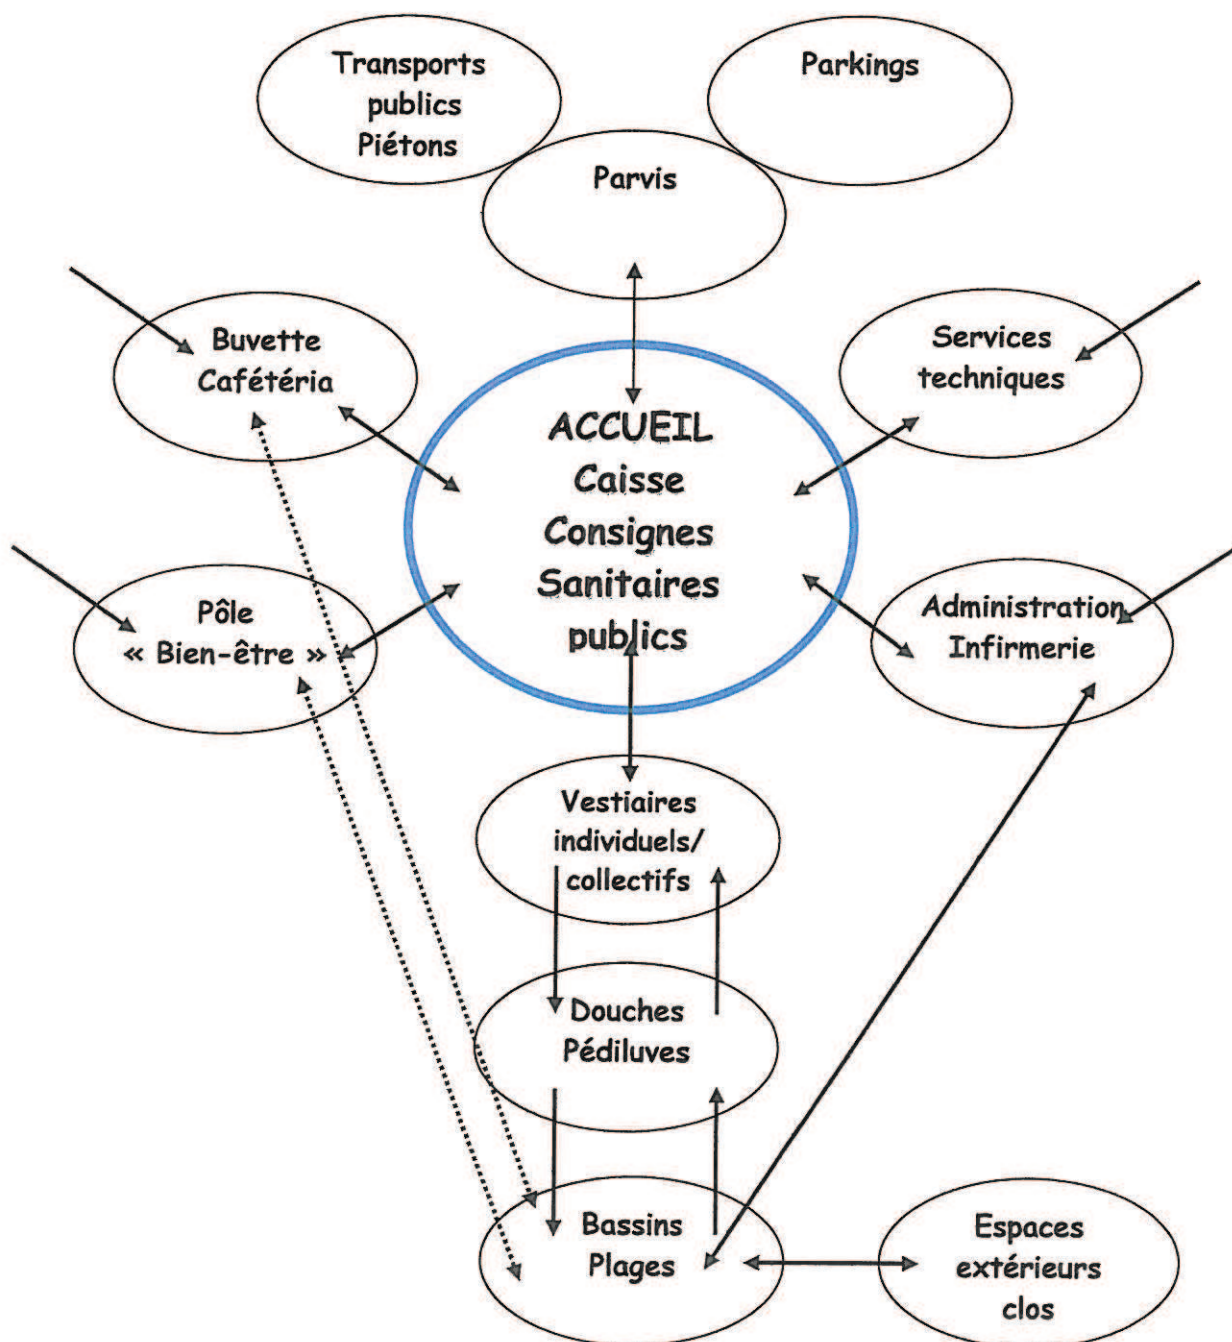 Transports
publics
Piétons
Parkings
Parvis
Buvette
Cafétéria
Services
techniques
ACCUEIL
Caisse
Consignes
Sanitaires
publics
Pôle
« Bien-être »
Administration
Infirmerie
Vestiaires
individuels/
collectifs
Douches
Pédiluves
Bassins
Plages
Espaces
extérieurs
clos